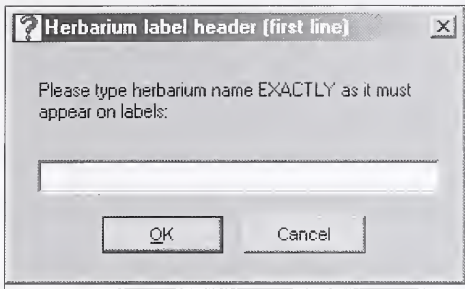 Herbarium label header (first line)
Please type herbarium name EXACTLY as it must
appear on labels:
OK
Cancel